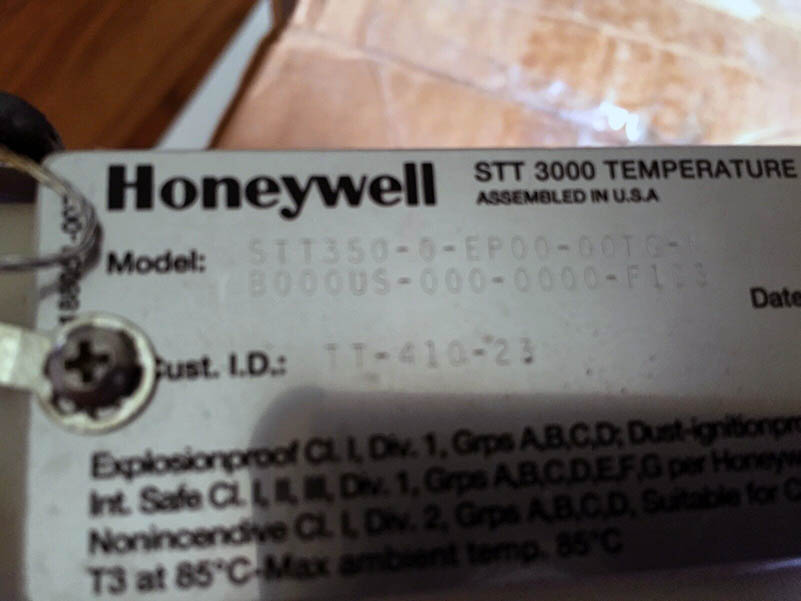 Honeywell
STT 3000 TEMPERATURE
ASSEMBLED IN U.S.A
Model: STT350-0-EP00-00TG-
B000US-000-0000-F1
Date
Cust. I.D.: TT-410-23
Explosionproof Cl. I, Div. 1, Grps A,B,C,D; Dust-ignitionpr
Int. Safe Cl. I, II, III, Div. 1, Grps A,B,C,D,E,F,G per Honeyw
Nonincendive Cl. I, Div. 2, Grps A,B,C,D, Suitable for C
T3 at 85°C-Max ambient temp. 85°C